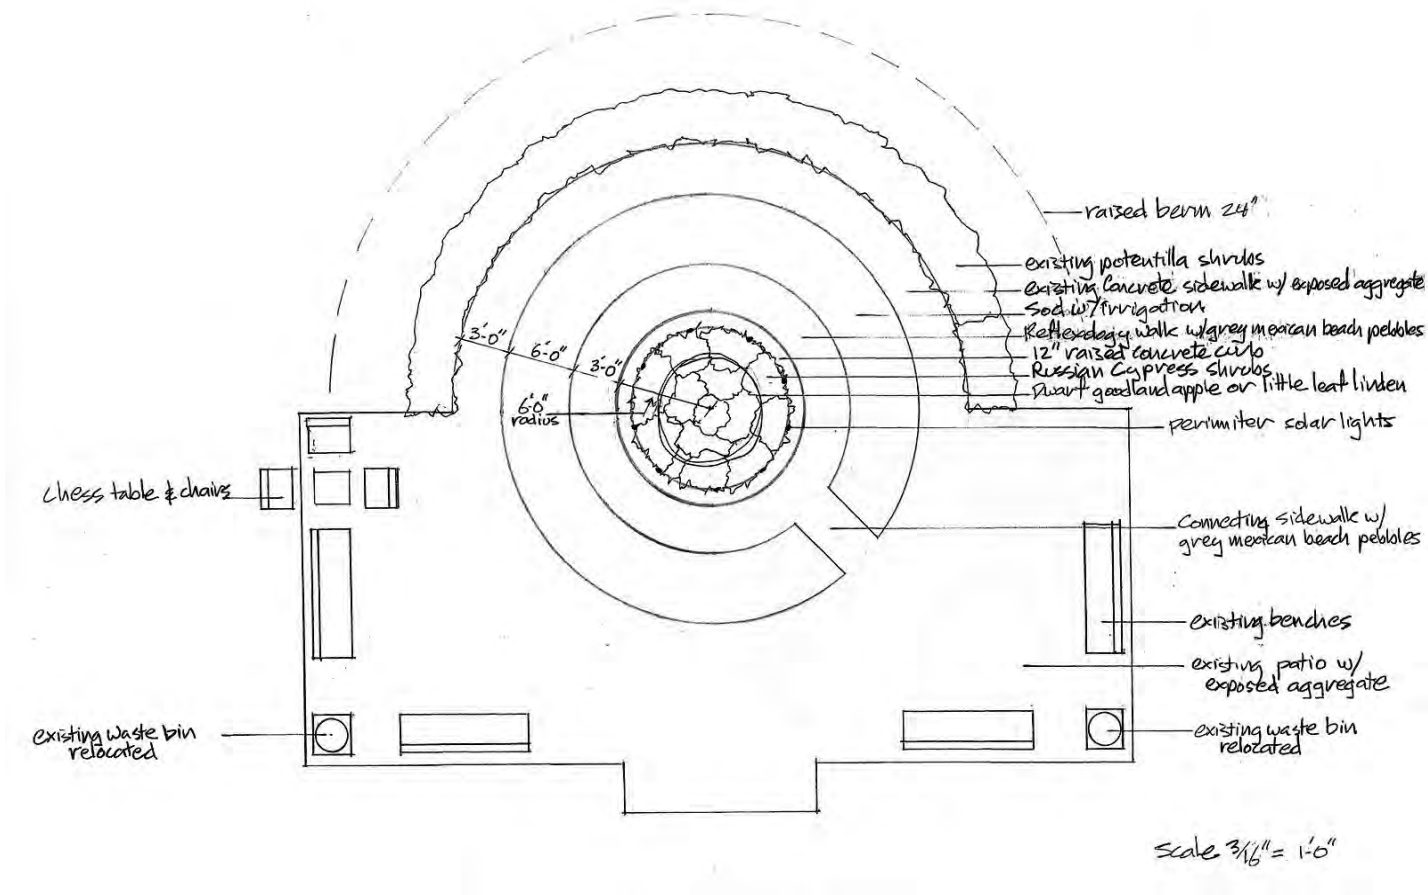 raised berm 24"
existing potentilla shrubs
existing concrete sidewalk w/ exposed aggregate
Sod w/irrigation
Reflexology walk w/grey mexican beach pebbles
12" raised concrete curb
Russian Cypress shrubs
Dwarf goodland apple or little leaf linden
perimiter solar lights
3'-0"
6'-0"
3'-0"
6'-0"
radius
chess table & chairs
connecting sidewalk w/
grey mexican beach pebbles
existing benches
existing patio w/
exposed aggregate
existing waste bin
relocated
existing waste bin
relocated
scale 3/16" = 1'-0"